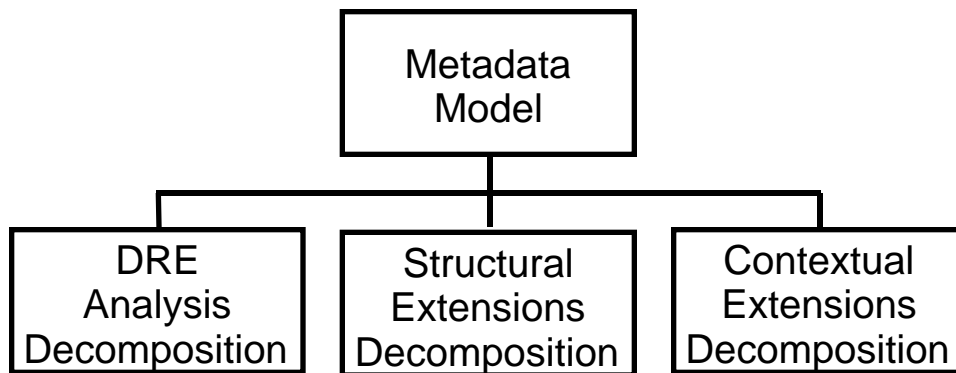 Metadata
Model
DRE
Analysis
Decomposition
Structural
Extensions
Decomposition
Contextual
Extensions
Decomposition